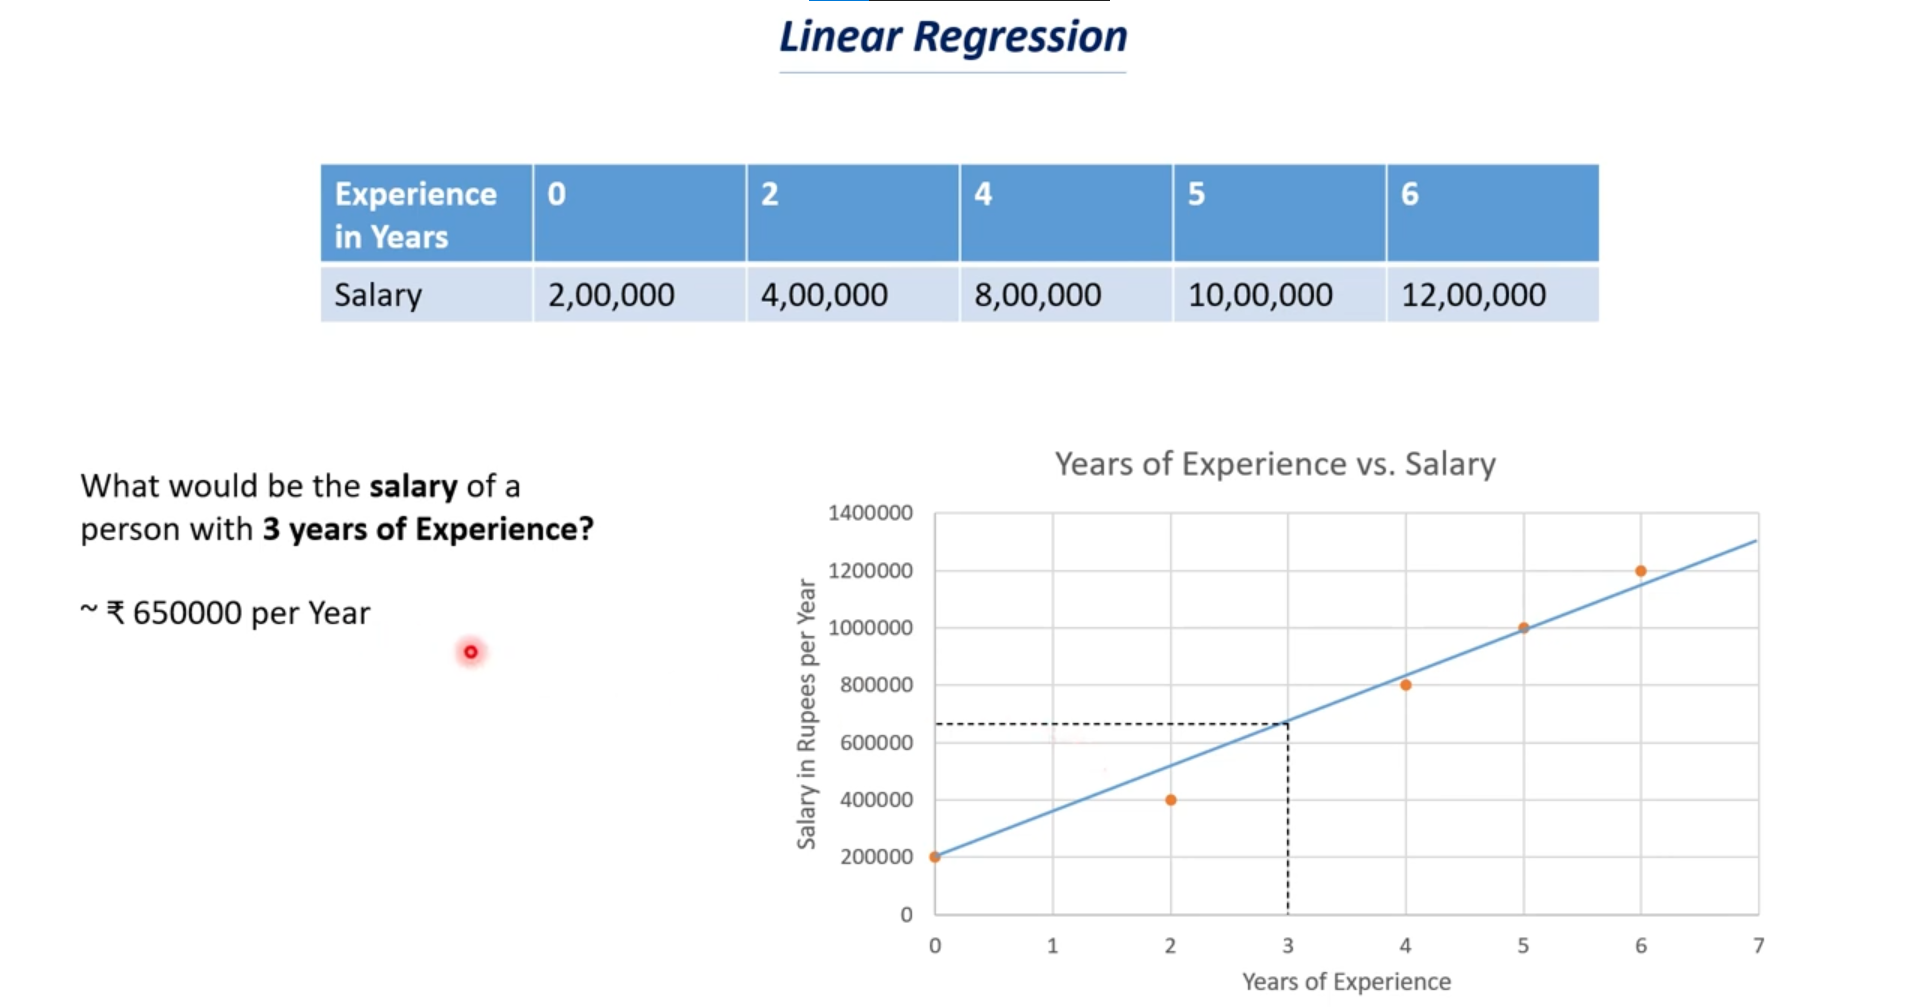 Linear Regression
Experience in Years 0 2 4 5 6
Salary 2,00,000 4,00,000 8,00,000 10,00,000 12,00,000
What would be the salary of a
person with 3 years of Experience?
~ ₹ 650000 per Year
Years of Experience vs. Salary
Salary in Rupees per Year
1400000
1200000
1000000
800000
600000
400000
200000
0
0 1 2 3 4 5 6 7
Years of Experience